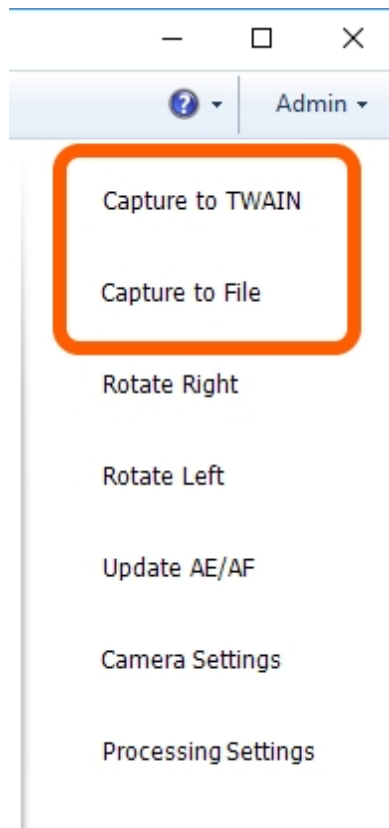 Admin
Capture to TWAIN
Capture to File
Rotate Right
Rotate Left
Update AE/AF
Camera Settings
Processing Settings